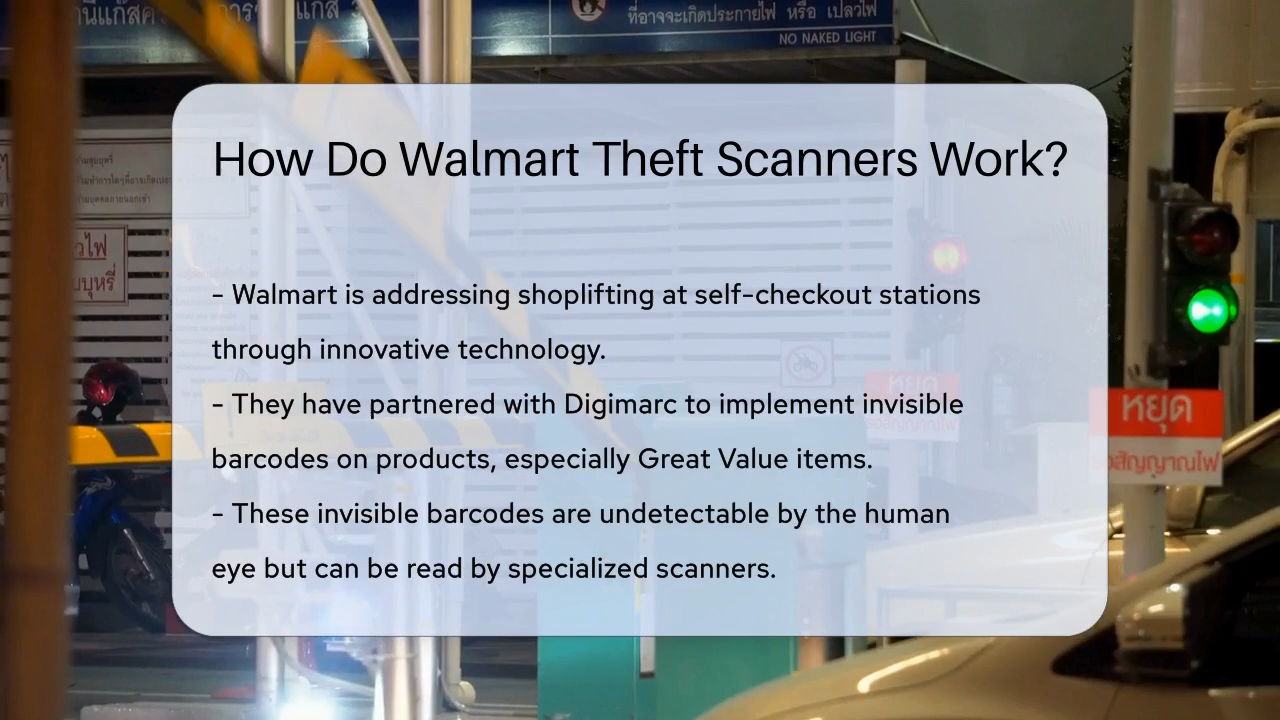 ที่อาจจะเกิดประกายไฟ หรือ เปลวไฟ
NO NAKED LIGHT
How Do Walmart Theft Scanners Work?
- Walmart is addressing shoplifting at self-checkout stations
through innovative technology.
- They have partnered with Digimarc to implement invisible
barcodes on products, especially Great Value items.
- These invisible barcodes are undetectable by the human
eye but can be read by specialized scanners.
หยุด
หยุด